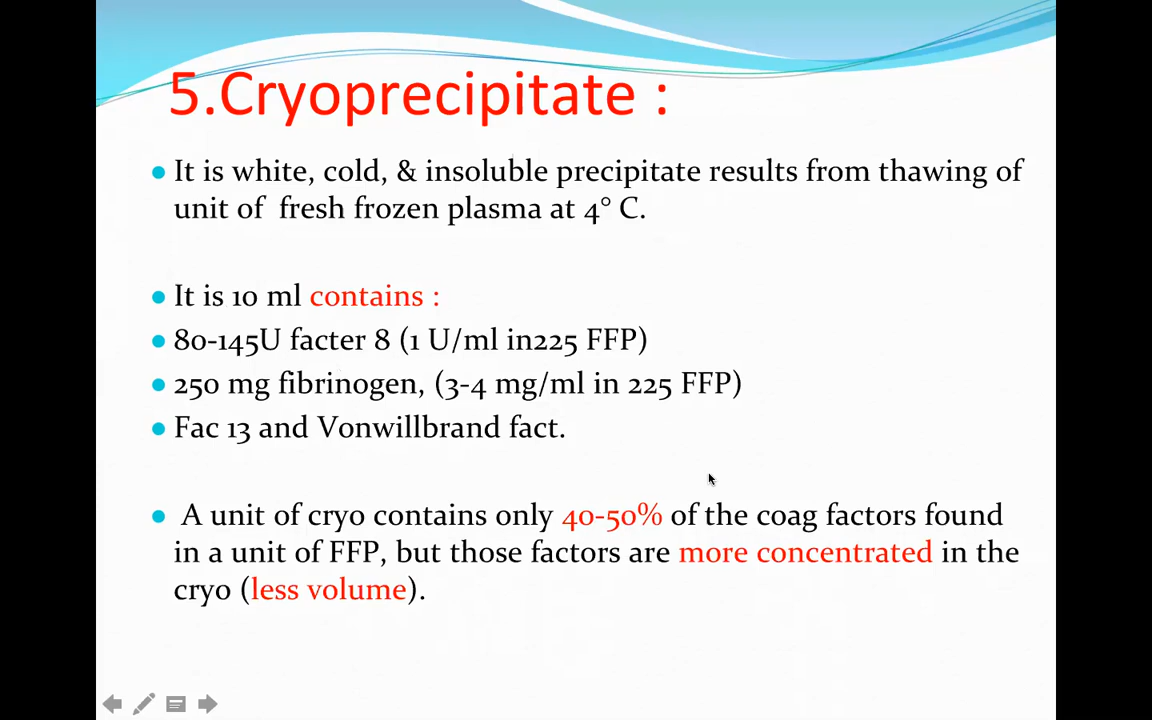 5.Cryoprecipitate :
It is white, cold, & insoluble precipitate results from thawing of
unit of fresh frozen plasma at 4° C.
It is 10 ml contains :
80-145U facter 8 (1 U/ml in225 FFP)
250 mg fibrinogen, (3-4 mg/ml in 225 FFP)
Fac 13 and Vonwillbrand fact.
A unit of cryo contains only 40-50% of the coag factors found
in a unit of FFP, but those factors are more concentrated in the
cryo (less volume).